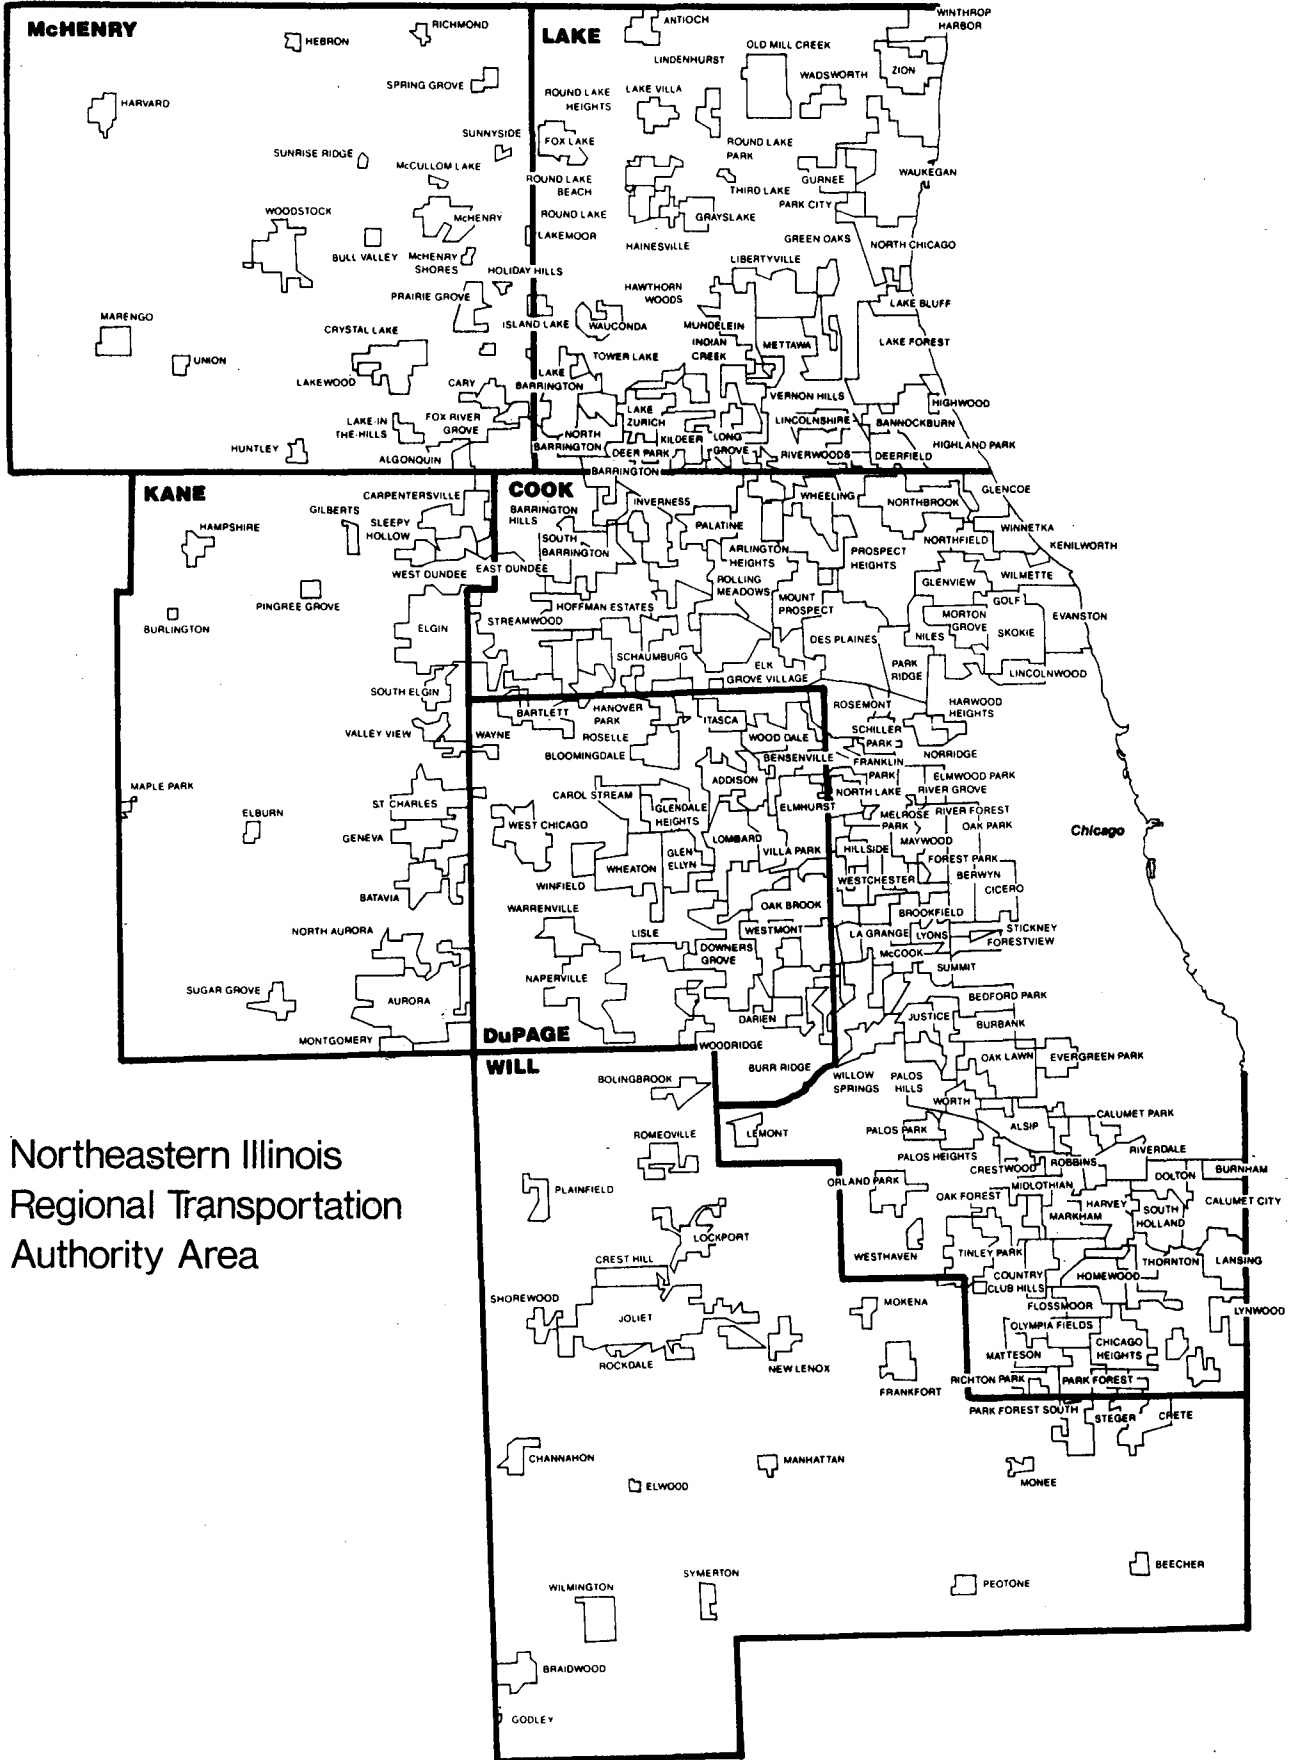 McHENRY
RICHMOND
HEBRON
SPRING GROVE
HARVARD
SUNNYSIDE
SUNRISE RIDGE
McCULLOM LAKE
WOODSTOCK
McHENRY
BULL VALLEY
McHENRY
SHORES
HOLIDAY HILLS
PRAIRIE GROVE
MARENGO
CRYSTAL LAKE
UNION
LAKEWOOD
CARY
LAKE-IN
THE-HILLS
FOX RIVER
GROVE
HUNTLEY
ALGONQUIN
LAKE
ANTIOCH
WINTHROP
HARBOR
LINDENHURST
OLD MILL CREEK
WADSWORTH
ZION
ROUND LAKE
HEIGHTS
LAKE VILLA
FOX LAKE
ROUND LAKE
PARK
ROUND LAKE
BEACH
GURNEE
WAUKEGAN
THIRD LAKE
PARK CITY
ROUND LAKE
GRAYSLAKE
LAKEMOOR
HAINESVILLE
GREEN OAKS
NORTH CHICAGO
LIBERTYVILLE
HAWTHORN
WOODS
LAKE BLUFF
ISLAND LAKE
WAUCONDA
MUNDELEIN
INDIAN
CREEK
METTAWA
LAKE FOREST
TOWER LAKE
LAKE
BARRINGTON
VERNON HILLS
HIGHWOOD
LAKE
ZURICH
LINCOLNSHIRE
BANNOCKBURN
NORTH
BARRINGTON
KILDEER
LONG
GROVE
HIGHLAND PARK
DEER PARK
RIVERWOODS
DEERFIELD
BARRINGTON
KANE
CARPENTERSVILLE
GILBERTS
HAMPSHIRE
SLEEPY
HOLLOW
WEST DUNDEE
EAST DUNDEE
PINGREE GROVE
BURLINGTON
ELGIN
SOUTH ELGIN
VALLEY VIEW
MAPLE PARK
ELBURN
ST CHARLES
GENEVA
BATAVIA
NORTH AURORA
SUGAR GROVE
AURORA
MONTGOMERY
COOK
BARRINGTON
HILLS
INVERNESS
WHEELING
NORTHBROOK
GLENCOE
SOUTH
BARRINGTON
PALATINE
WINNETKA
NORTHFIELD
KENILWORTH
ARLINGTON
HEIGHTS
PROSPECT
HEIGHTS
ROLLING
MEADOWS
GLENVIEW
WILMETTE
HOFFMAN ESTATES
MOUNT
PROSPECT
GOLF
STREAMWOOD
MORTON
GROVE
EVANSTON
SKOKIE
DES PLAINES
NILES
SCHAUMBURG
ELK
GROVE VILLAGE
PARK
RIDGE
LINCOLNWOOD
ROSEMONT
HARWOOD
HEIGHTS
BARTLETT
HANOVER
PARK
ITASCA
SCHILLER
PARK
WAYNE
ROSELLE
WOOD DALE
NORRIDGE
BLOOMINGDALE
BENSENVILLE
FRANKLIN
PARK
ELMWOOD PARK
ADDISON
NORTH LAKE
RIVER GROVE
CAROL STREAM
GLENDALE
HEIGHTS
ELMHURST
MELROSE
PARK
RIVER FOREST
OAK PARK
Chicago
WEST CHICAGO
LOMBARD
MAYWOOD
VILLA PARK
HILLSIDE
FOREST PARK
WHEATON
GLEN
ELLYN
WESTCHESTER
BERWYN
CICERO
WINFIELD
WARRENVILLE
OAK BROOK
BROOKFIELD
LISLE
WESTMONT
LA GRANGE
LYONS
STICKNEY
FORESTVIEW
DOWNERS
GROVE
McCOOK
SUMMIT
NAPERVILLE
BEDFORD PARK
DARIEN
JUSTICE
BURBANK
DuPAGE
WOODRIDGE
OAK LAWN
EVERGREEN PARK
WILL
BURR RIDGE
WILLOW
SPRINGS
PALOS
HILLS
BOLINGBROOK
WORTH
CALUMET PARK
ROMEOVILLE
LEMONT
PALOS PARK
ALSIP
RIVERDALE
PALOS HEIGHTS
CRESTWOOD
ROBBINS
BURNHAM
DOLTON
PLAINFIELD
ORLAND PARK
MIDLOTHIAN
OAK FOREST
HARVEY
SOUTH
HOLLAND
CALUMET CITY
MARKHAM
LOCKPORT
WESTHAVEN
TINLEY PARK
THORNTON
LANSING
CREST HILL
COUNTRY
CLUB HILLS
HOMEWOOD
SHOREWOOD
JOLIET
MOKENA
FLOSSMOOR
LYNWOOD
OLYMPIA FIELDS
ROCKDALE
NEW LENOX
MATTESON
CHICAGO
HEIGHTS
FRANKFORT
RICHTON PARK
PARK FOREST
PARK FOREST SOUTH
STEGER
CRETE
CHANNAHON
ELWOOD
MANHATTAN
MONEE
WILMINGTON
SYMERTON
PEOTONE
BEECHER
BRAIDWOOD
GODLEY
Northeastern Illinois
Regional Transportation
Authority Area